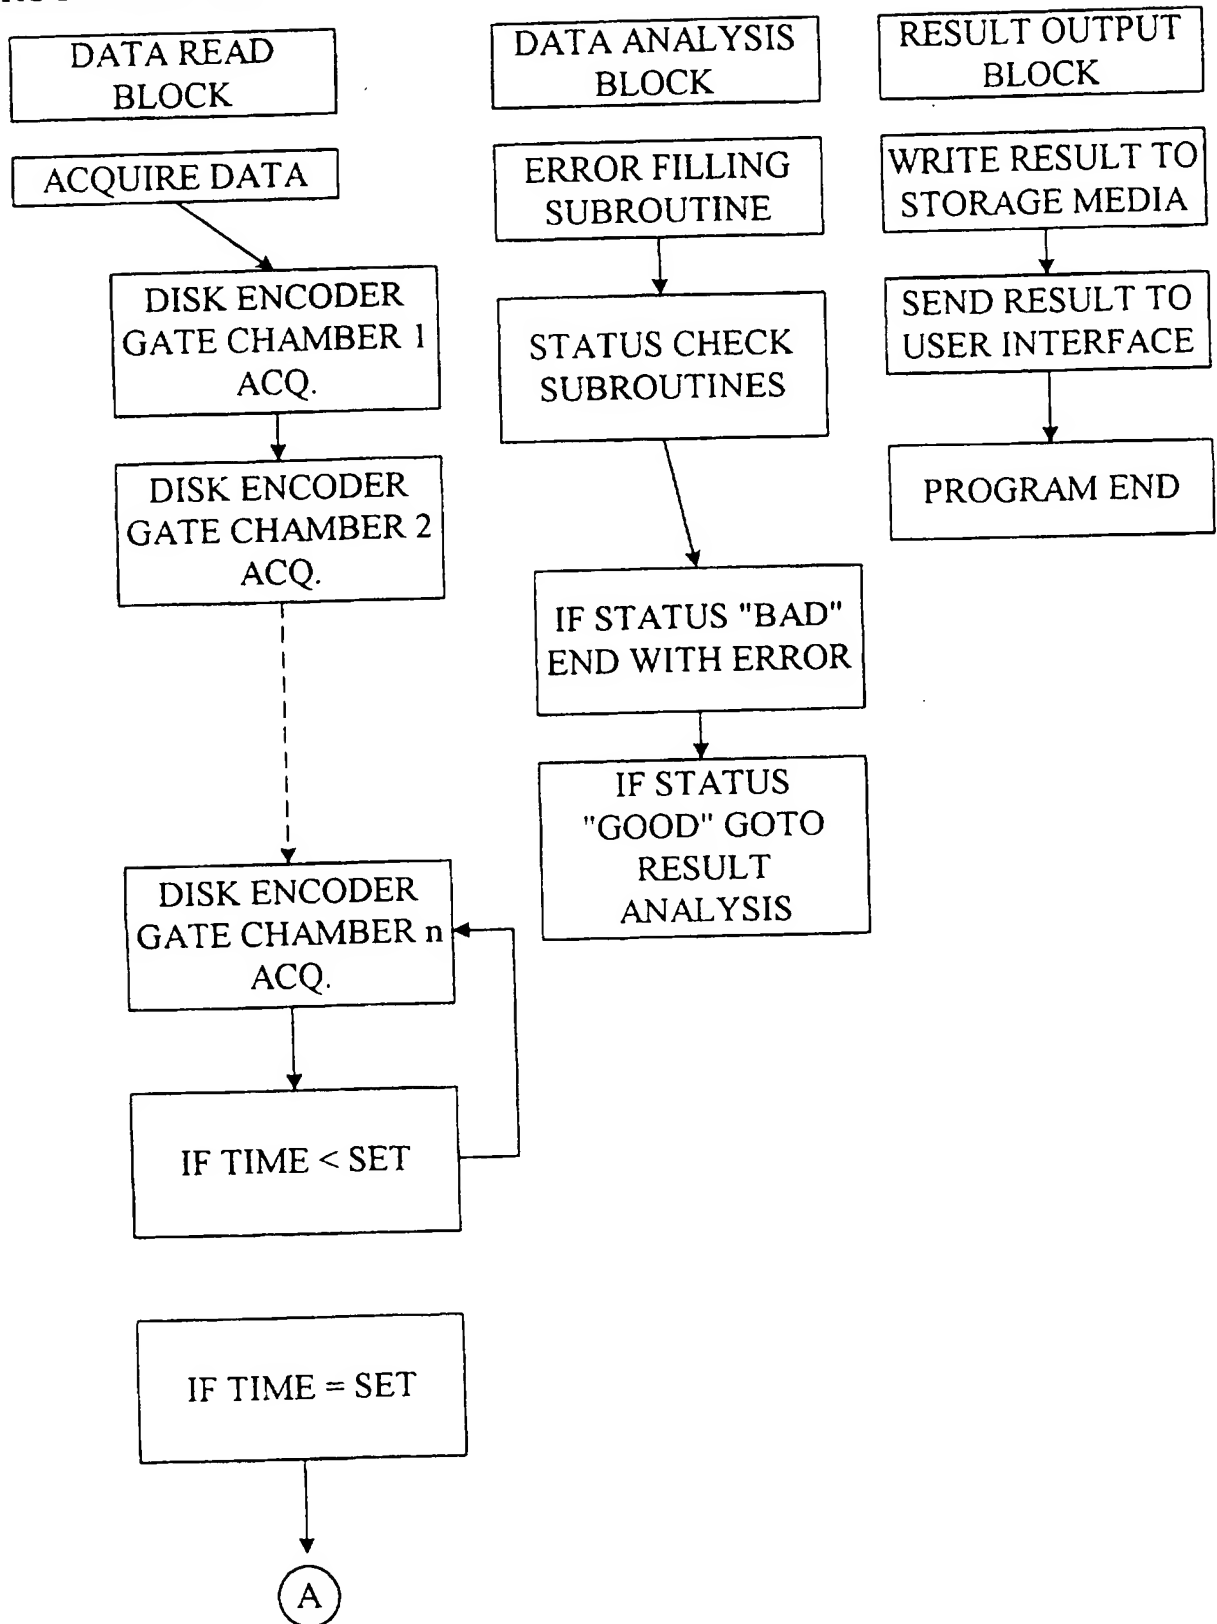 DATA READ
BLOCK
ACQUIRE DATA
DISK ENCODER
GATE CHAMBER 1
ACQ.
DISK ENCODER
GATE CHAMBER 2
ACQ.
DISK ENCODER
GATE CHAMBER n
ACQ.
IF TIME < SET
IF TIME = SET
A
DATA ANALYSIS
BLOCK
ERROR FILLING
SUBROUTINE
STATUS CHECK
SUBROUTINES
IF STATUS "BAD"
END WITH ERROR
IF STATUS
"GOOD" GOTO
RESULT
ANALYSIS
RESULT OUTPUT
BLOCK
WRITE RESULT TO
STORAGE MEDIA
SEND RESULT TO
USER INTERFACE
PROGRAM END